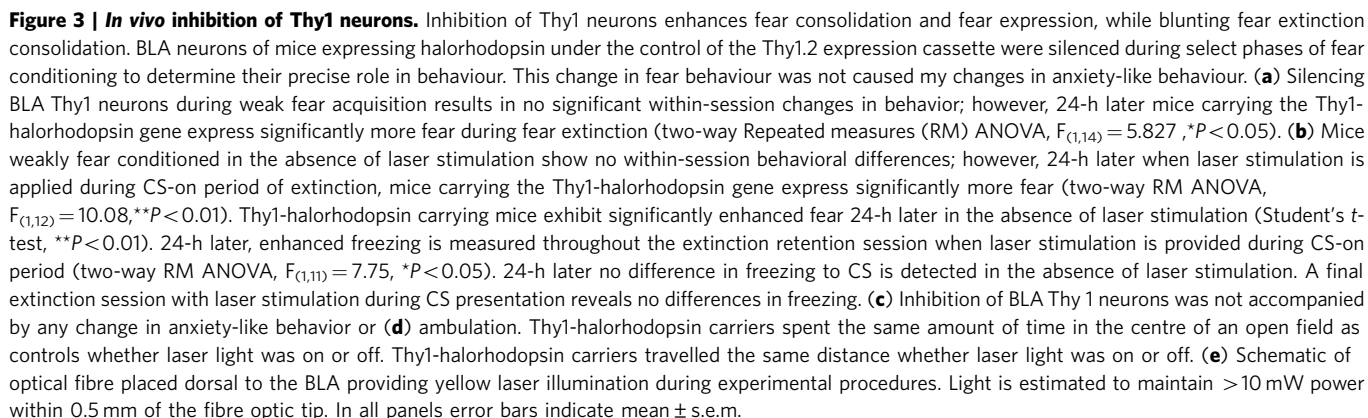 Figure 3 | In vivo inhibition of Thy1 neurons. Inhibition of Thy1 neurons enhances fear consolidation and fear expression, while blunting fear extinction
consolidation. BLA neurons of mice expressing halorhodopsin under the control of the Thy1.2 expression cassette were silenced during select phases of fear
conditioning to determine their precise role in behaviour. This change in fear behaviour was not caused my changes in anxiety-like behaviour. (a) Silencing
BLA Thy1 neurons during weak fear acquisition results in no significant within-session changes in behavior; however, 24-h later mice carrying the Thy1-
halorhodopsin gene express significantly more fear during fear extinction (two-way Repeated measures (RM) ANOVA, F(1,14) = 5.827 ,*P<0.05). (b) Mice
weakly fear conditioned in the absence of laser stimulation show no within-session behavioral differences; however, 24-h later when laser stimulation is
applied during CS-on period of extinction, mice carrying the Thy1-halorhodopsin gene express significantly more fear (two-way RM ANOVA,
F(1,12) = 10.08,**P<0.01). Thy1-halorhodopsin carrying mice exhibit significantly enhanced fear 24-h later in the absence of laser stimulation (Student's t-
test, **P<0.01). 24-h later, enhanced freezing is measured throughout the extinction retention session when laser stimulation is provided during CS-on
period (two-way RM ANOVA, F(1,11) = 7.75, *P<0.05). 24-h later no difference in freezing to CS is detected in the absence of laser stimulation. A final
extinction session with laser stimulation during CS presentation reveals no differences in freezing. (c) Inhibition of BLA Thy 1 neurons was not accompanied
by any change in anxiety-like behavior or (d) ambulation. Thy1-halorhodopsin carriers spent the same amount of time in the centre of an open field as
controls whether laser light was on or off. Thy1-halorhodopsin carriers travelled the same distance whether laser light was on or off. (e) Schematic of
optical fibre placed dorsal to the BLA providing yellow laser illumination during experimental procedures. Light is estimated to maintain >10 mW power
within 0.5 mm of the fibre optic tip. In all panels error bars indicate mean ± s.e.m.